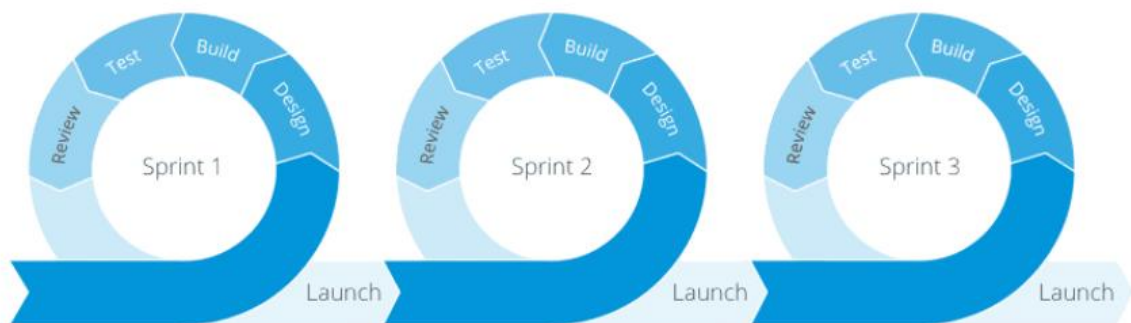 Test
Build
Design
Review
Sprint 1
Launch
Test
Build
Design
Review
Sprint 2
Launch
Test
Build
Design
Review
Sprint 3
Launch